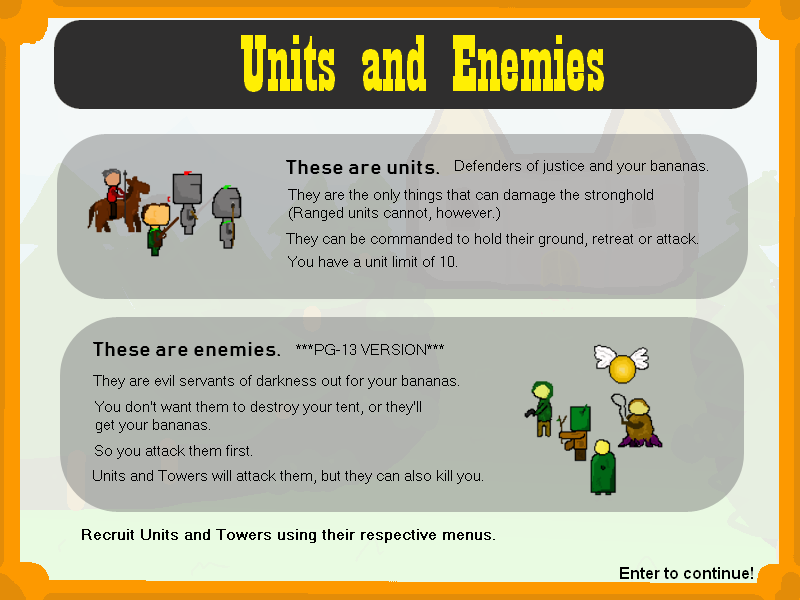 Units and Enemies
These are units. Defenders of justice and your bananas.
They are the only things that can damage the stronghold
(Ranged units cannot, however.)
They can be commanded to hold their ground, retreat or attack.
You have a unit limit of 10.
These are enemies. ***PG-13 VERSION***
They are evil servants of darkness out for your bananas.
You don't want them to destroy your tent, or they'll
get your bananas.
So you attack them first.
Units and Towers will attack them, but they can also kill you.
Recruit Units and Towers using their respective menus.
Enter to continue!